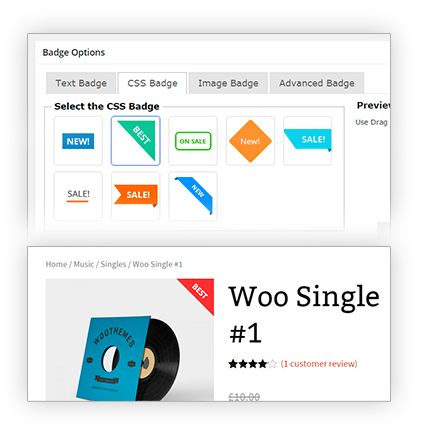 Badge Options
Text Badge CSS Badge Image Badge Advanced Badge
Select the CSS Badge
Preview
Use Drag
NEW! BEST ON SALE New! SALE!
SALE! SALE! NEW
Home / Music / Singles / Woo Single #1
BEST
WOOTHEMES
Woo Single
#1
(1 customer review)
£10.00